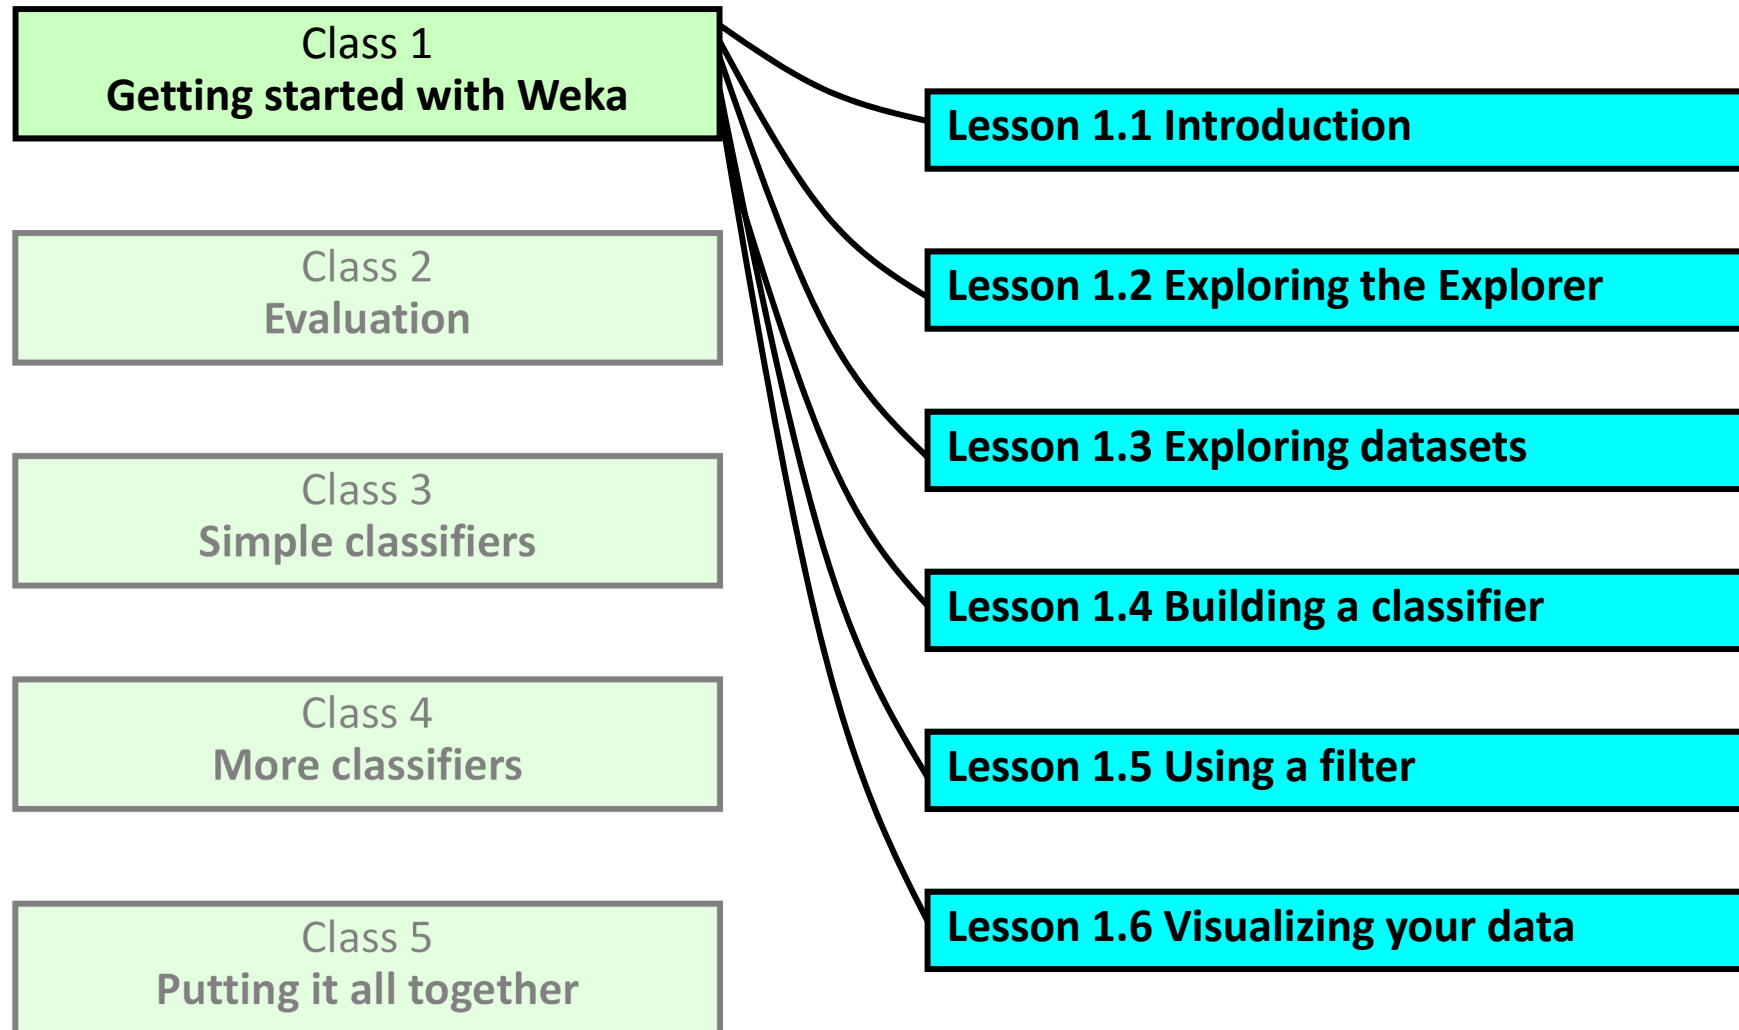 Class 1
Getting started with Weka
Class 2
Evaluation
Class 3
Simple classifiers
Class 4
More classifiers
Class 5
Putting it all together
Lesson 1.1 Introduction
Lesson 1.2 Exploring the Explorer
Lesson 1.3 Exploring datasets
Lesson 1.4 Building a classifier
Lesson 1.5 Using a filter
Lesson 1.6 Visualizing your data